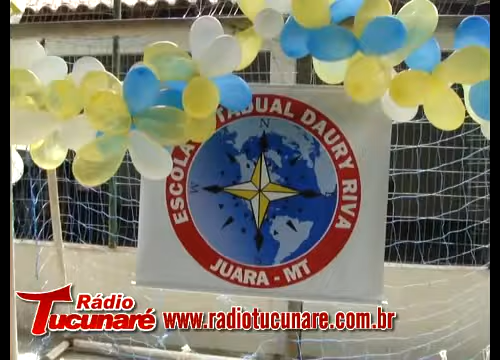 ESCOLA ESTADUAL DAURY RIVA
N
W
JUARA - MT
Rádio
Tucunaré
www.radiotucunare.com.br